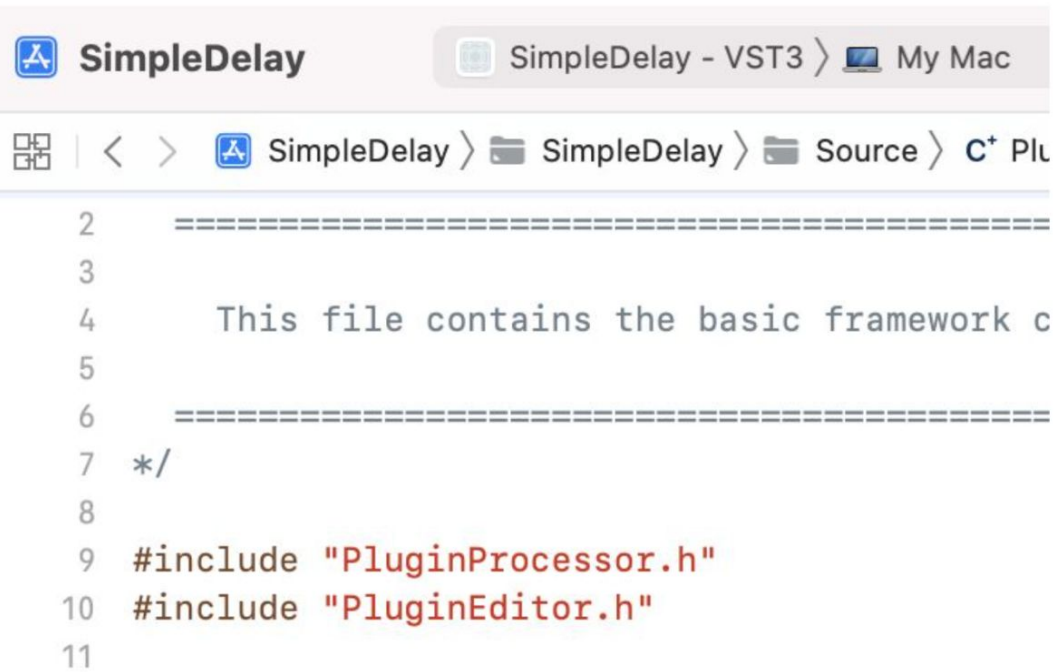 SimpleDelay SimpleDelay - VST3 〉 My Mac
SimpleDelay 〉 SimpleDelay 〉 Source 〉 C⁺
2 ==========================================
3
4 This file contains the basic framework
5
6 ==========================================
7 */
8
9 #include "PluginProcessor.h"
10 #include "PluginEditor.h"
11